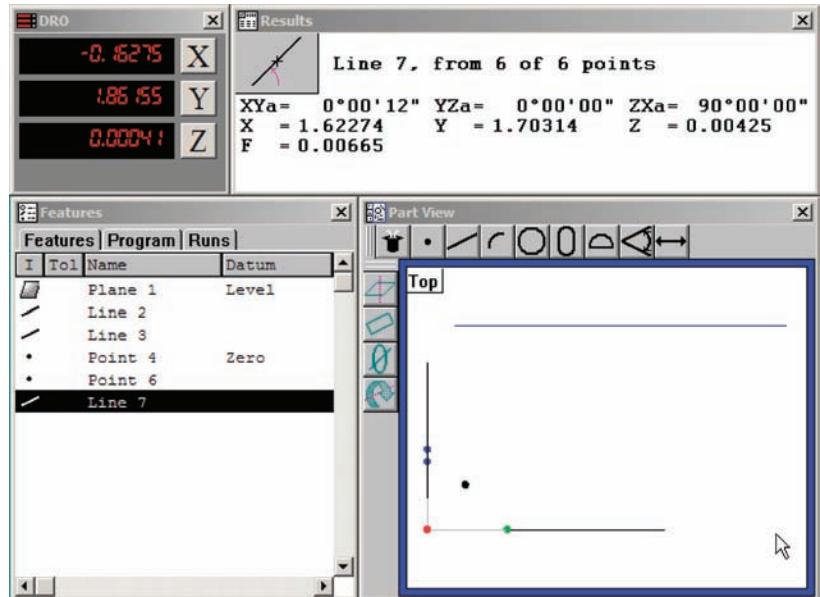 DRO
-0.16275 X
1.86155 Y
0.00041 Z
Results
Line 7, from 6 of 6 points
XYa= 0°00'12" YZa= 0°00'00" ZXa= 90°00'00"
X = 1.62274 Y = 1.70314 Z = 0.00425
F = 0.00665
Features
Features Program Runs
I Tol Name Datum
Plane 1 Level
Line 2
Line 3
Point 4 Zero
Point 6
Line 7
Part View
Top